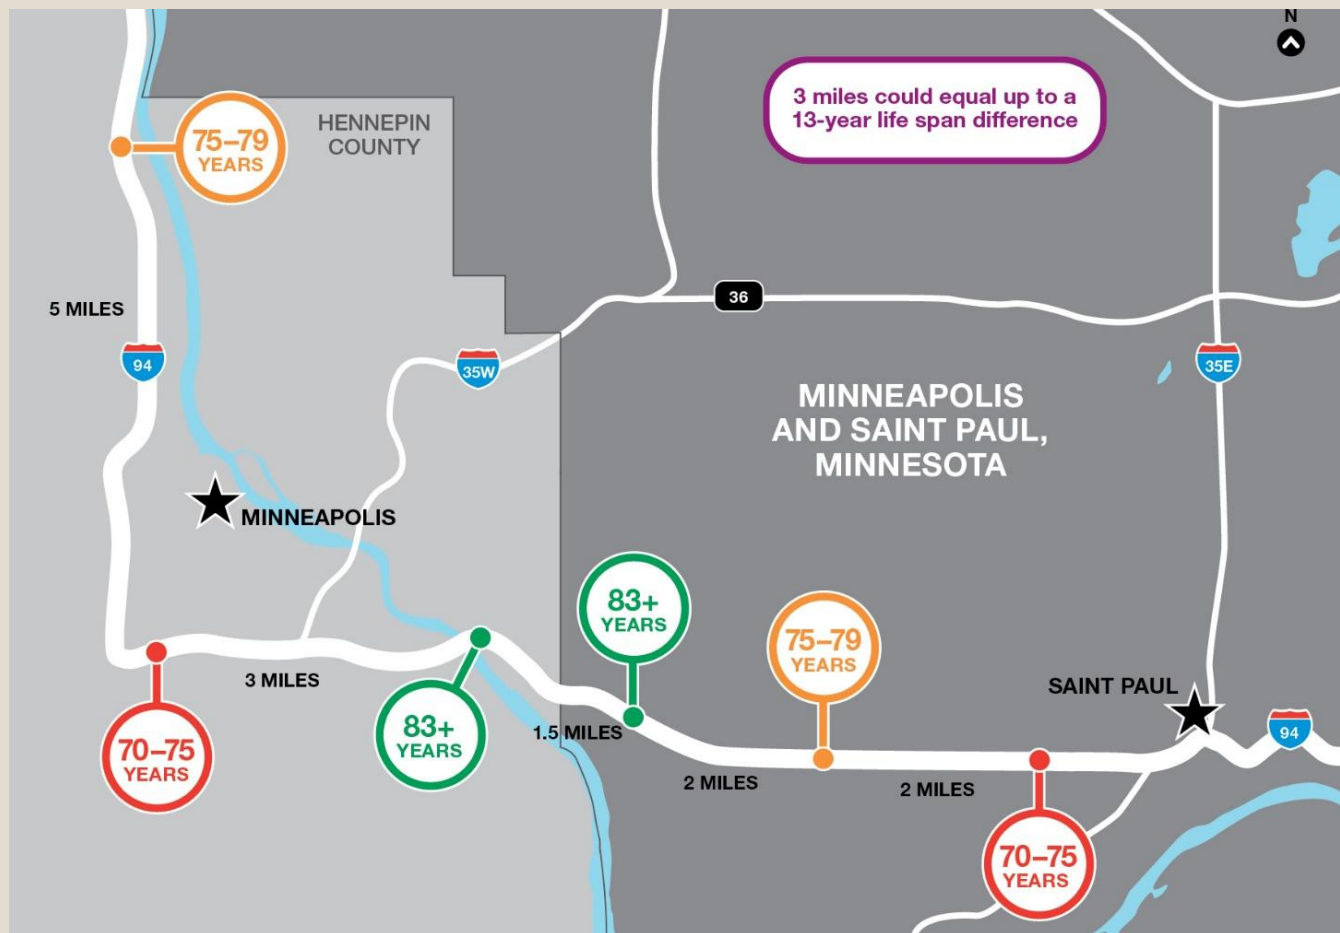 N
3 miles could equal up to a
13-year life span difference
75–79
YEARS
HENNEPIN
COUNTY
36
5 MILES
94
35W
35E
MINNEAPOLIS
AND SAINT PAUL,
MINNESOTA
MINNEAPOLIS
83+
YEARS
75–79
YEARS
SAINT PAUL
3 MILES
70–75
YEARS
83+
YEARS
1.5 MILES
94
2 MILES
2 MILES
70–75
YEARS